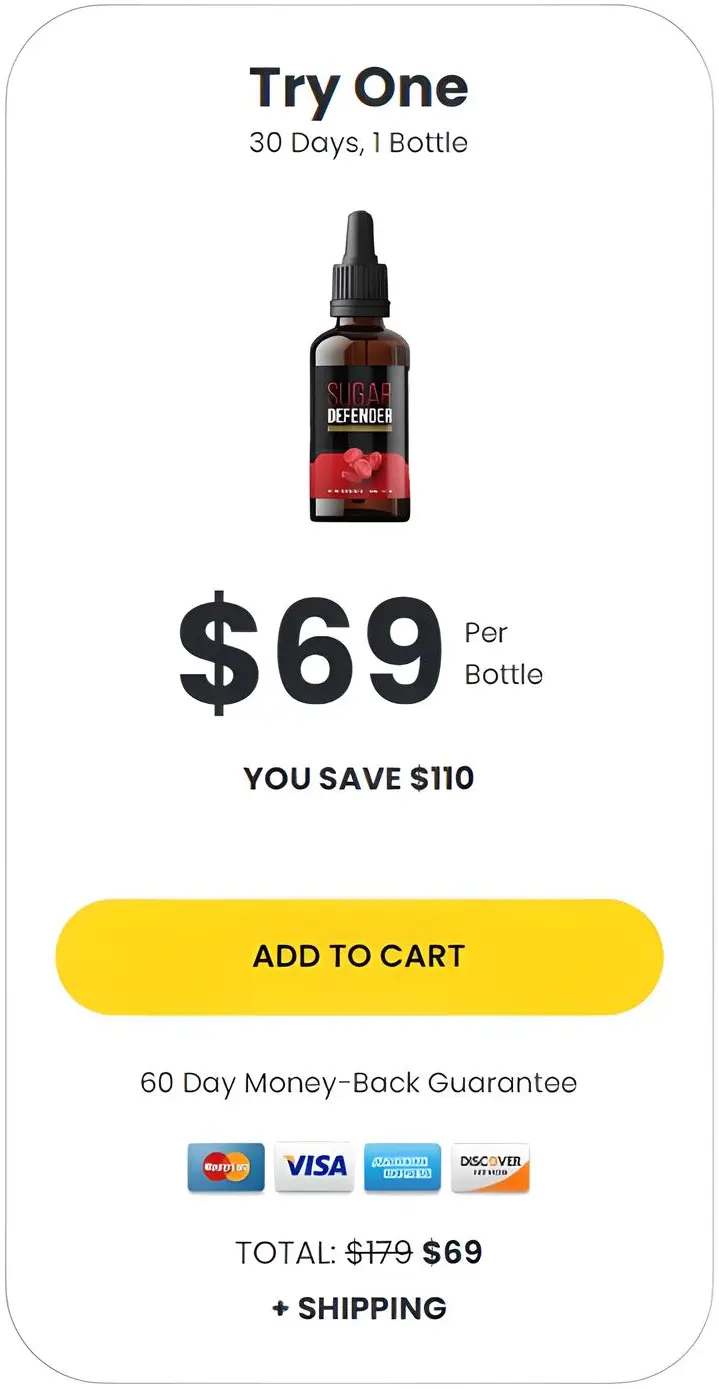 Try One
30 Days, 1 Bottle
SUGAR
DEFENDER
$69
Per
Bottle
YOU SAVE $110
ADD TO CART
60 Day Money-Back Guarantee
VISA
DISCOVER
TOTAL: $179 $69
+ SHIPPING